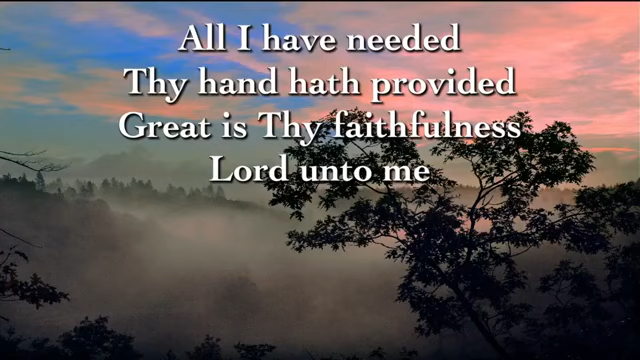 All I have needed
Thy hand hath provided
Great is Thy faithfulness
Lord unto me